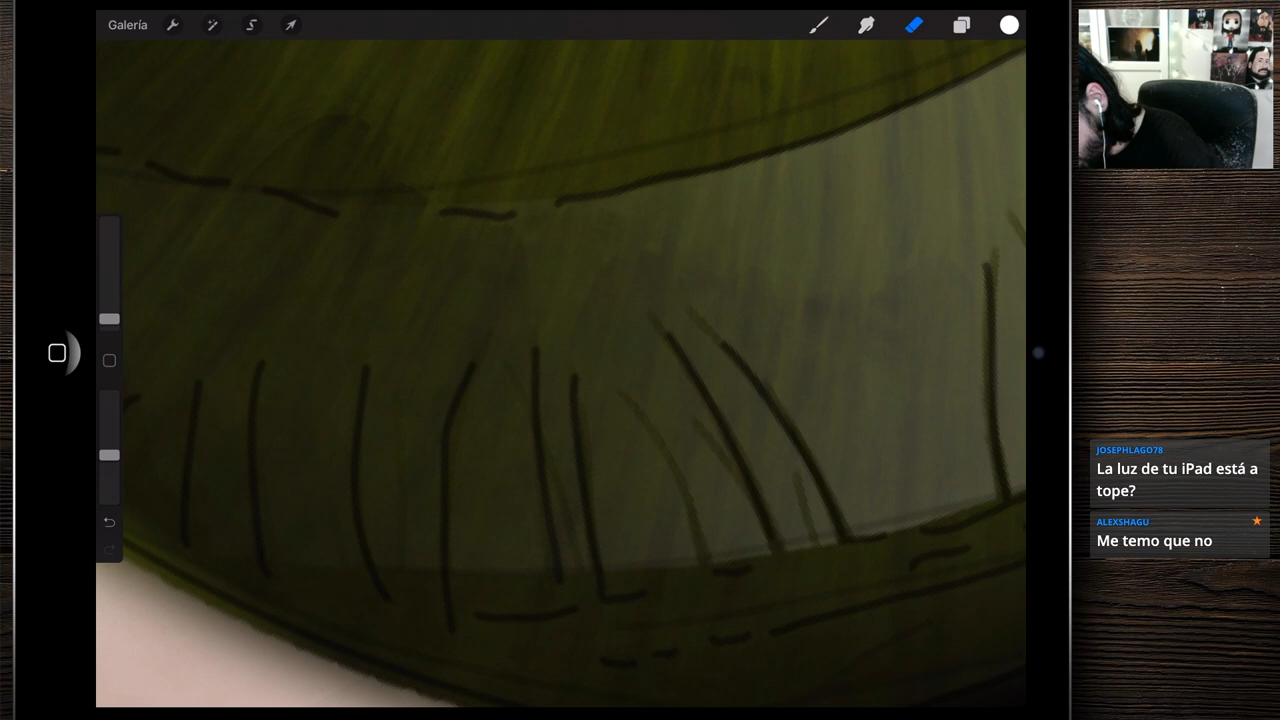 Galería
JOSEPHLAGO78
La luz de tu iPad está a
tope?
ALEXSHAGU
Me temo que no